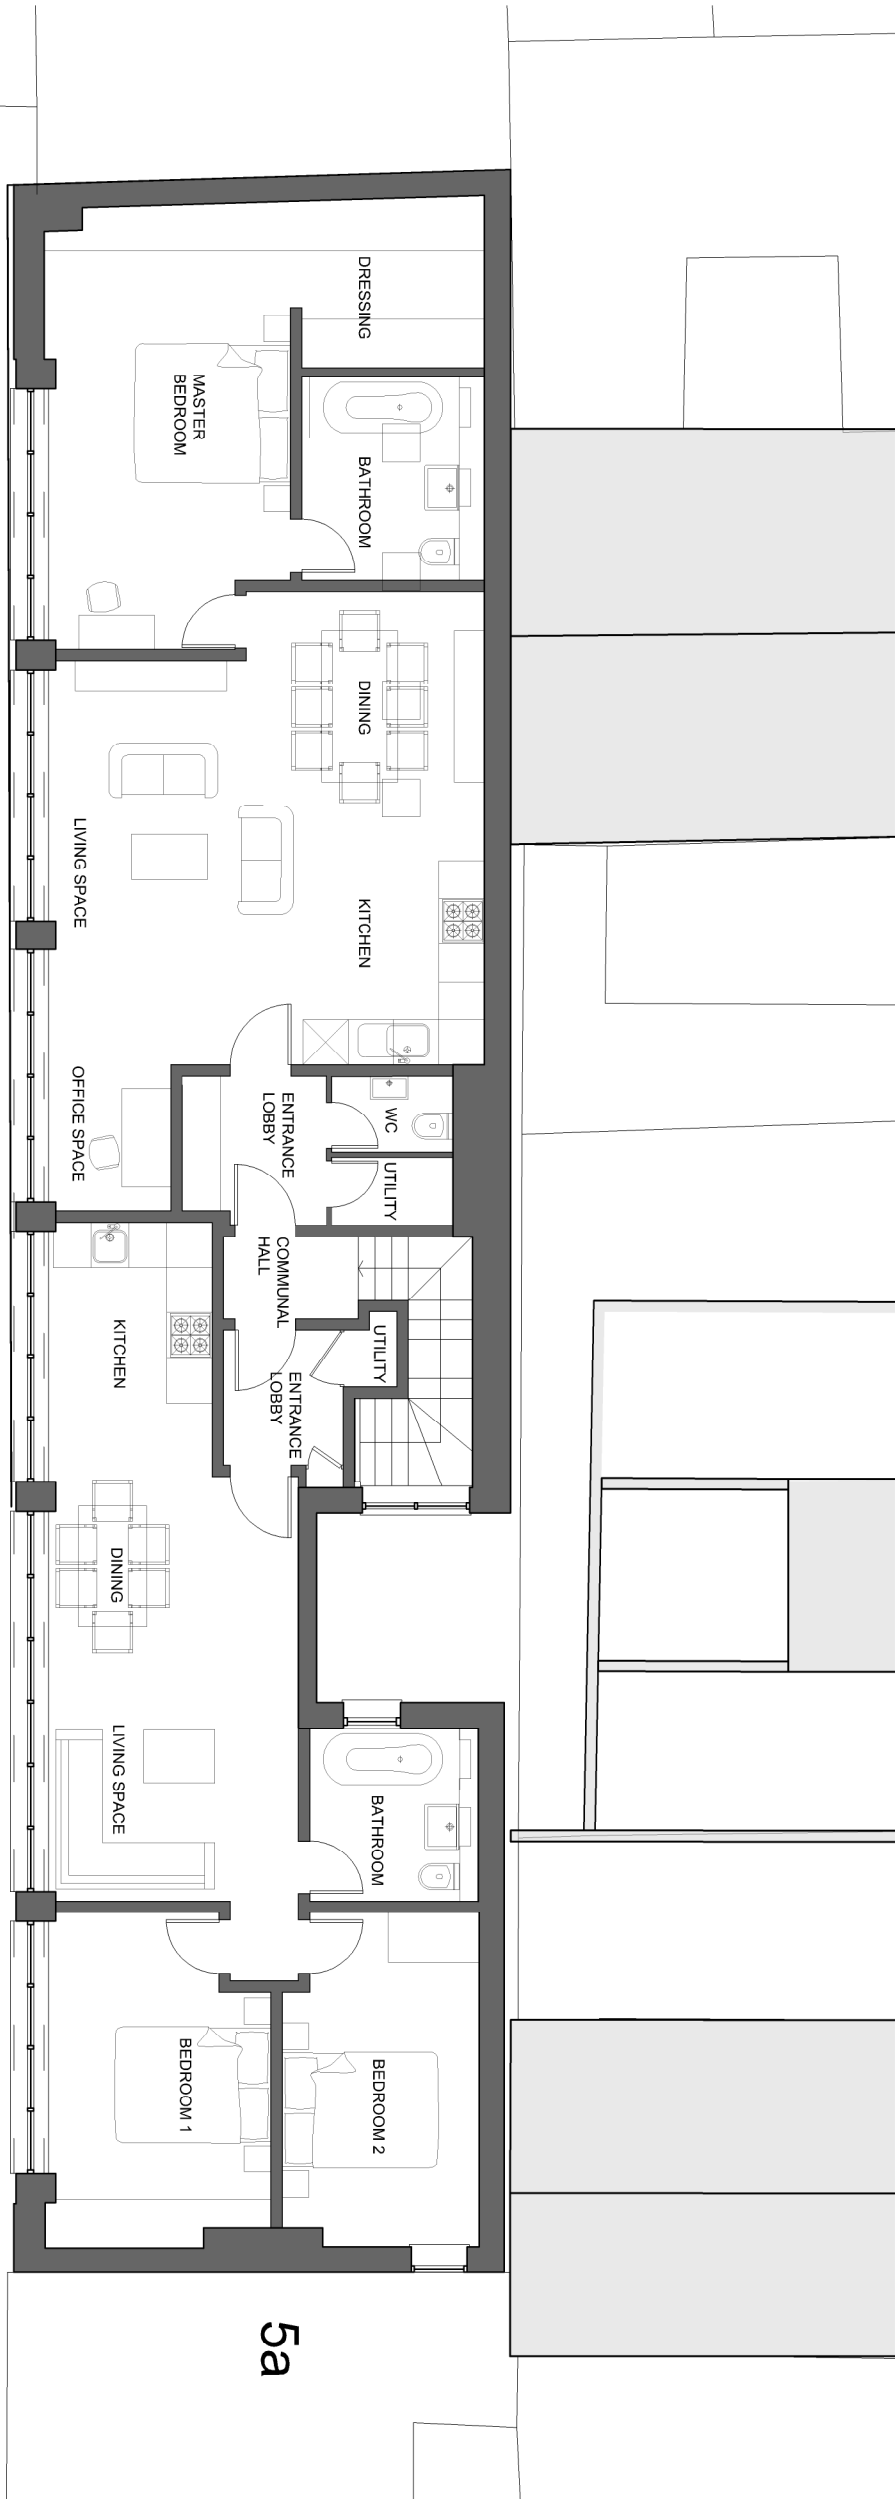 DRESSING
MASTER
BEDROOM
BATHROOM
DINING
LIVING SPACE
KITCHEN
OFFICE SPACE
ENTRANCE
LOBBY
WC
UTILITY
COMMUNAL
HALL
UTILITY
ENTRANCE
LOBBY
KITCHEN
DINING
LIVING SPACE
BATHROOM
BEDROOM 1
BEDROOM 2
5a